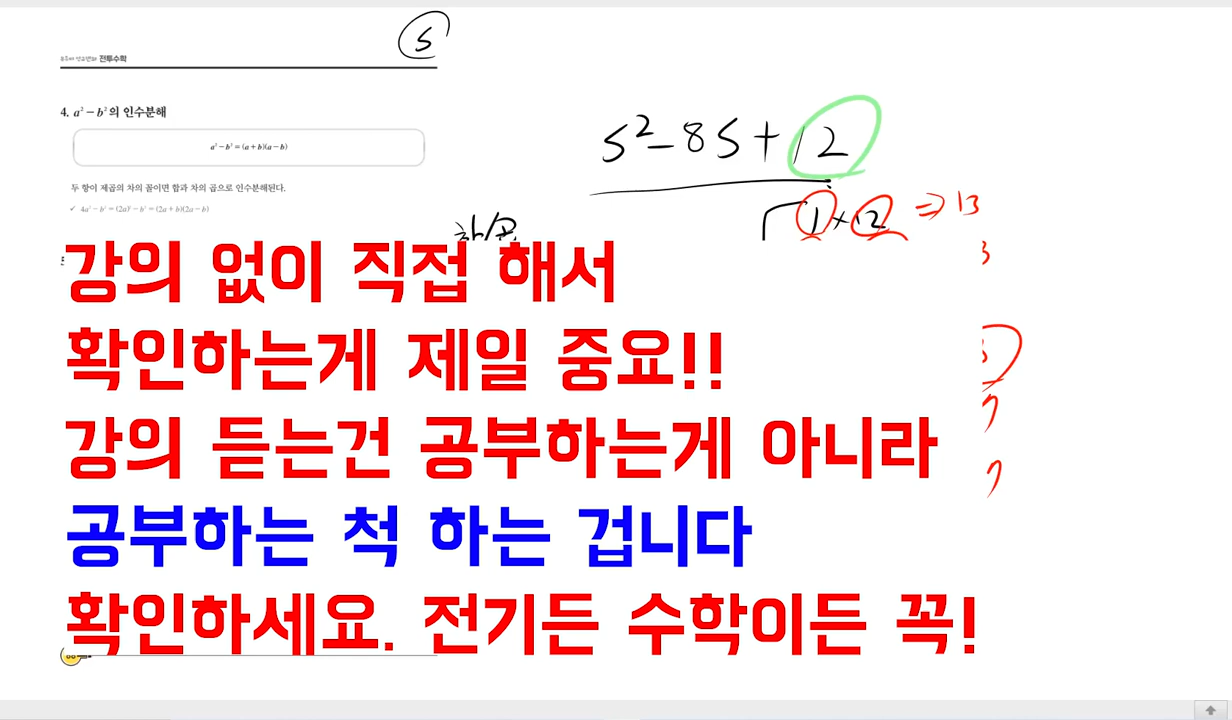 S
전투수학
4. a² − b²의 인수분해
a² − b² = (a + b)(a − b)
두 항이 제곱의 차의 꼴이면 합과 차의 곱으로 인수분해된다.
✓ 4a² − b² = (2a)² − b² = (2a + b)(2a − b)
S² − 8S + 12
1 × 12 ⇒ 13
강의 없이 직접 해서
확인하는게 제일 중요!!
강의 듣는건 공부하는게 아니라
공부하는 척 하는 겁니다
확인하세요. 전기든 수학이든 꼭!